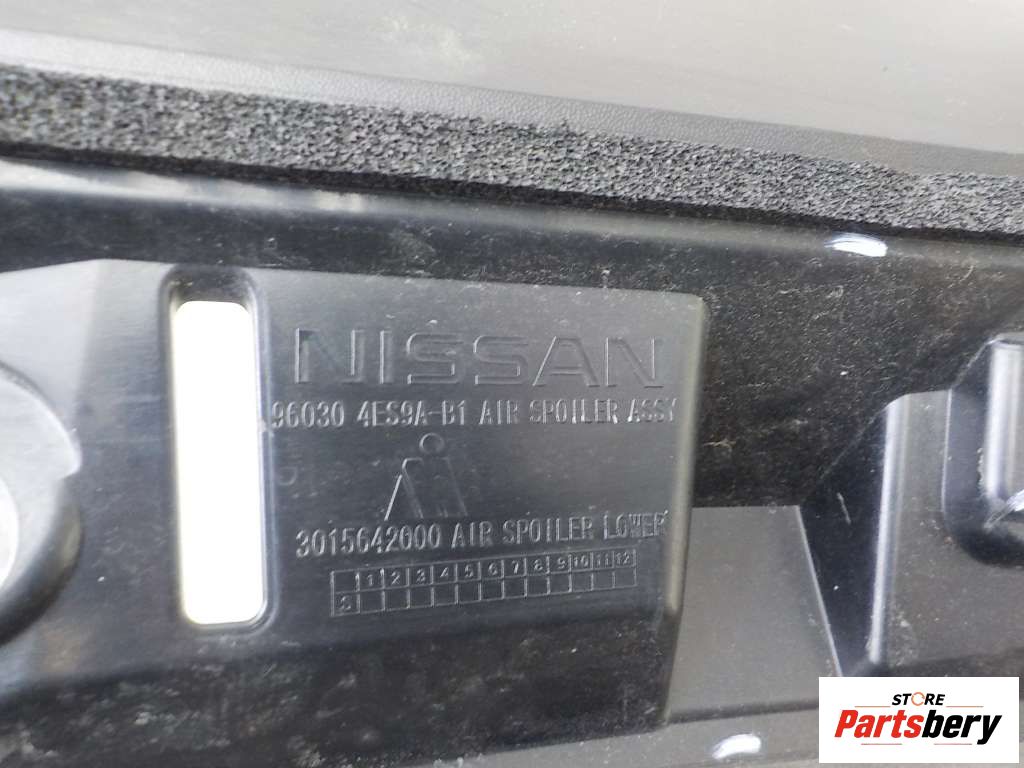 NISSAN
96030 4ES9A-B1 AIR SPOILER ASSY
3015642000 AIR SPOILER LOWER
1 2 3 4 5 6 7 8 9 10 11 12
S
STORE
Partsbery